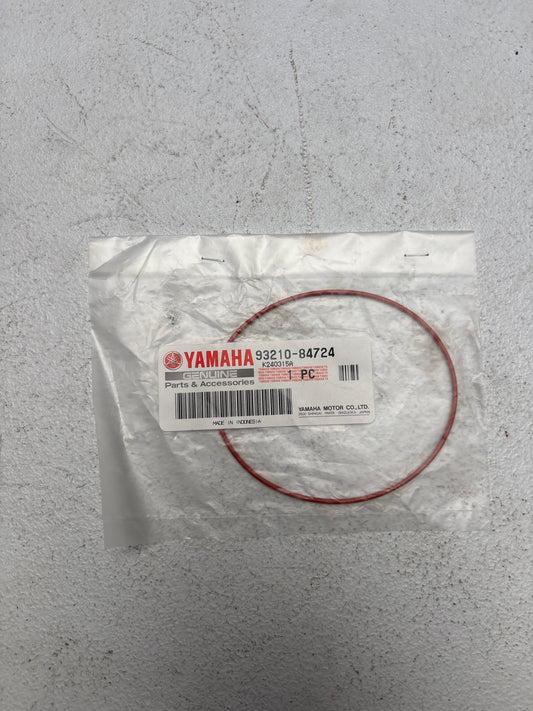 YAMAHA 93210-84724
GENUINE K240315A
Parts & Accessories 1 PC
YAMAHA MOTOR CO.,LTD.
MADE IN INDONESIA